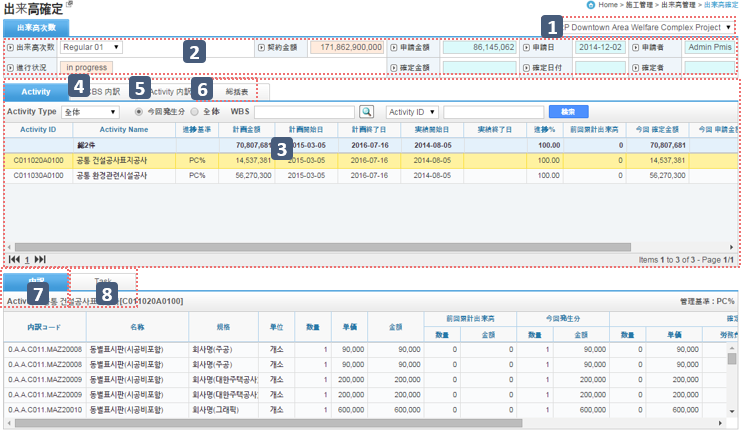 出来高確定
Home > 施工管理 > 出来高管理 > 出来高確定
出来高次数
1
P Downtown Area Welfare Complex Project
出来高次数 Regular 01 契約金額 171,862,900,000 申請金額 86,145,062 申請日 2014-12-02 申請者 Admin Pmis
2
進行状況 in progress 確定金額 確定日付 確定者
Activity 4 CBS 内訳 5 Activity 内訳 6 総括表
Activity Type 全体 今回発生分 全体 WBS Activity ID 検索
Activity ID Activity Name 進捗基準 計画金額 計画開始日 計画終了日 実績開始日 実績終了日 進捗% 前回累計出来高 今回 確定金額 今回 申請金額
総2件 70,807,681 2015-03-05 2016-07-16 2014-08-05 100.00 0 70,807,681
3
C011020A0100 공통 건설공사표지공사 PC% 14,537,381 2015-03-05 2016-07-16 2014-08-05 100.00 0 14,537,381
C011030A0100 공통 환경관련시설공사 PC% 56,270,300 2015-03-05 2016-07-16 2014-08-05 100.00 0 56,270,300
1 Items 1 to 3 of 3 - Page 1/1
内訳 Task
7 8
Activity 공통 건설공사표 [C011020A0100] 管理基準 : PC%
内訳コード 名称 規格 単位 数量 単価 金額 前回累計出来高 今回発生分 確定
数量 金額 数量 金額 数量 単価 労務
0.A.A.C011.MAZ20008 동별표시판(시공비포함) 회사명(주공) 개소 1 90,000 90,000 0 0 1 90,000 0 90,000
0.A.A.C011.MAZ20008 동별표시판(시공비포함) 회사명(주공) 개소 1 90,000 90,000 0 0 1 90,000 0 90,000
0.A.A.C011.MAZ20009 동별표시판(시공비포함) 회사명(대한주택공사) 개소 1 200,000 200,000 0 0 1 200,000 0 200,000
0.A.A.C011.MAZ20009 동별표시판(시공비포함) 회사명(대한주택공사) 개소 1 200,000 200,000 0 0 1 200,000 0 200,000
0.A.A.C011.MAZ20010 동별표시판(시공비포함) 회사명(그래픽) 개소 1 600,000 600,000 0 0 1 600,000 0 600,000